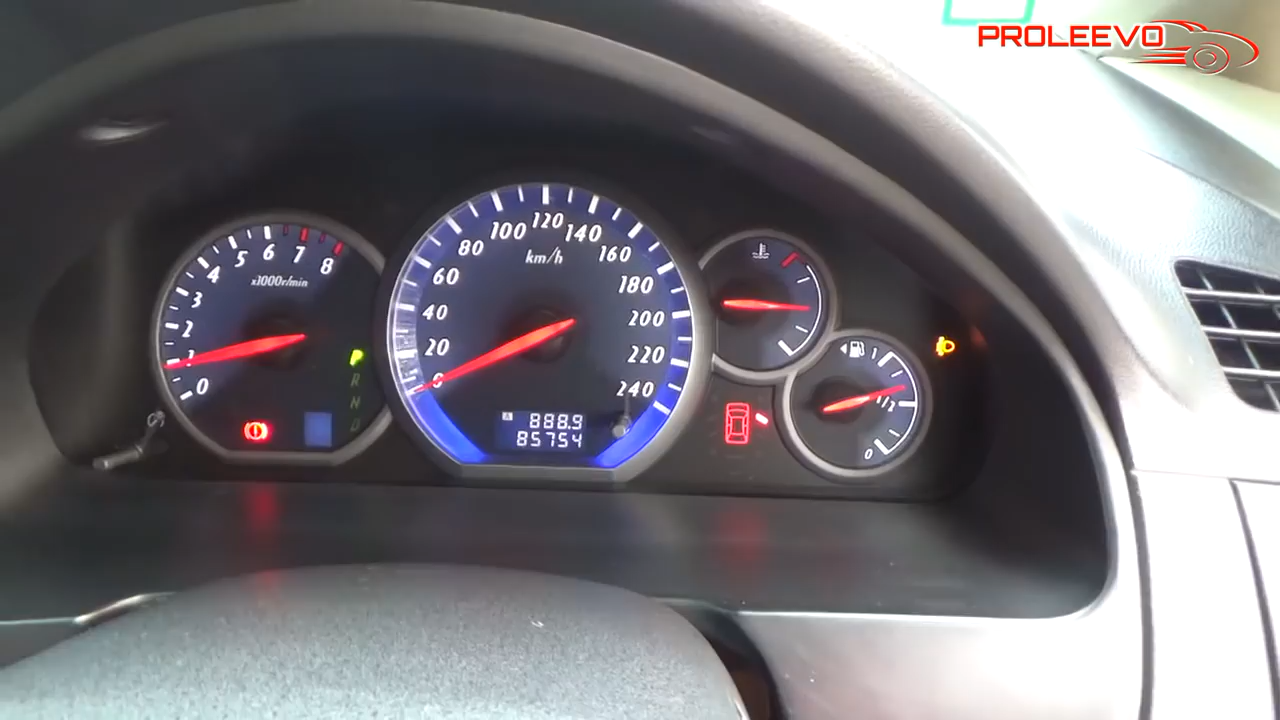 PROLEEVO
0 1 2 3 4 5 6 7 8
x1000r/min
P
R
N
D
0 20 40 60 80 100 120 140 160 180 200 220 240
km/h
A 888.9
85754
1
1/2
0